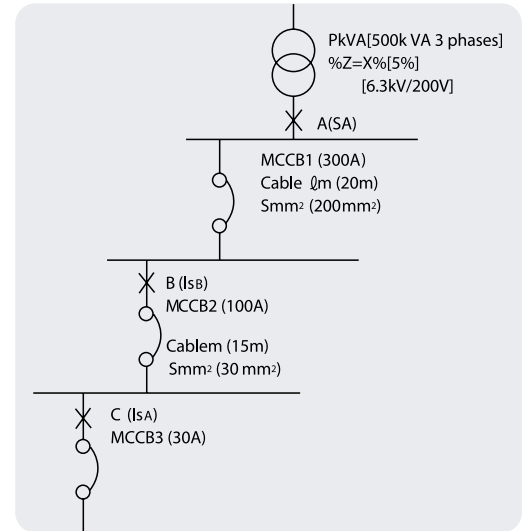 PkVA[500k VA 3 phases]
%Z=X%[5%]
[6.3kV/200V]
A(SA)
MCCB1 (300A)
Cable ℓm (20m)
Smm² (200mm²)
B (IsB)
MCCB2 (100A)
Cablem (15m)
Smm² (30 mm²)
C (IsA)
MCCB3 (30A)